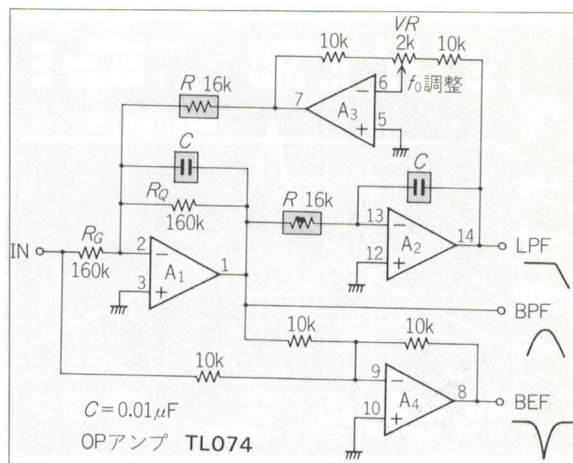 VR
10k
2k
10k
R 16k
7
6
5
−
+
A3
f0調整
C
C
RQ
160k
R 16k
IN
RG
160k
2
3
−
+
A1
1
13
12
−
+
A2
14
LPF
BPF
10k
10k
10k
9
10
−
+
A4
8
BEF
C=0.01μF
OPアンプ TL074